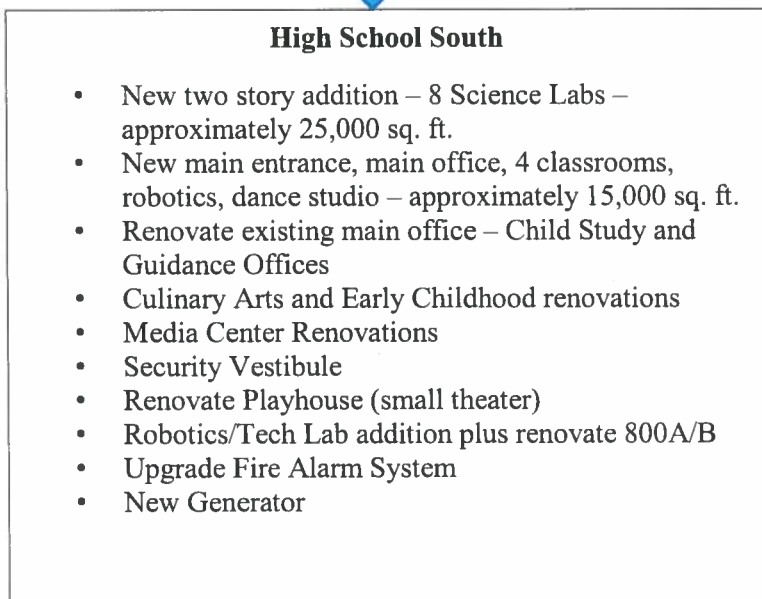 High School South
• New two story addition – 8 Science Labs –
approximately 25,000 sq. ft.
• New main entrance, main office, 4 classrooms,
robotics, dance studio – approximately 15,000 sq. ft.
• Renovate existing main office – Child Study and
Guidance Offices
• Culinary Arts and Early Childhood renovations
• Media Center Renovations
• Security Vestibule
• Renovate Playhouse (small theater)
• Robotics/Tech Lab addition plus renovate 800A/B
• Upgrade Fire Alarm System
• New Generator